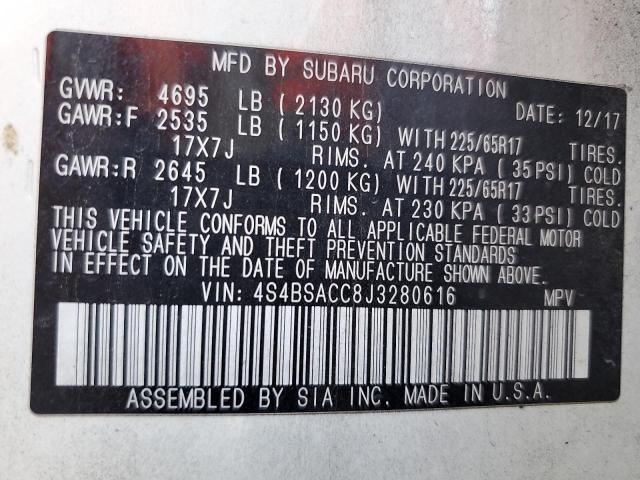 MFD BY SUBARU CORPORATION
GVWR: 4695 LB ( 2130 KG) DATE: 12/17
GAWR:F 2535 LB ( 1150 KG) WITH 225/65R17 TIRES.
17X7J RIMS. AT 240 KPA ( 35 PSI) COLD
GAWR:R 2645 LB ( 1200 KG) WITH 225/65R17 TIRES.
17X7J RIMS. AT 230 KPA ( 33 PSI) COLD
THIS VEHICLE CONFORMS TO ALL APPLICABLE FEDERAL MOTOR
VEHICLE SAFETY AND THEFT PREVENTION STANDARDS
IN EFFECT ON THE DATE OF MANUFACTURE SHOWN ABOVE.
VIN: 4S4BSACC8J3280616 MPV
ASSEMBLED BY SIA INC. MADE IN U.S.A.